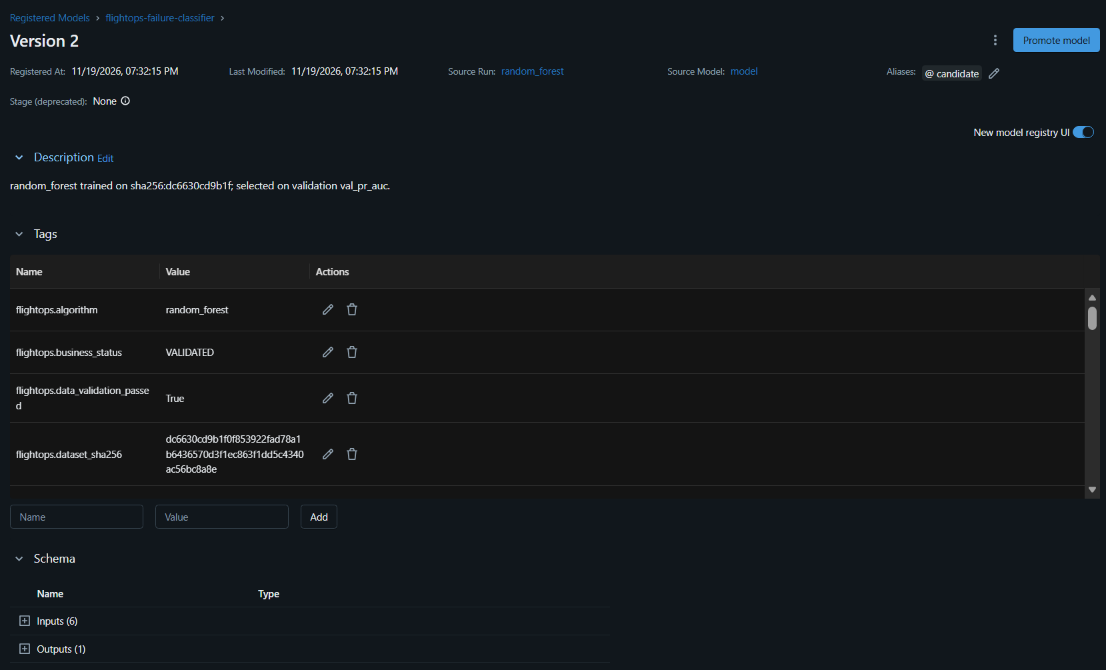 Registered Models › flightops-failure-classifier ›
Version 2
Promote model
Registered At: 11/19/2026, 07:32:15 PM Last Modified: 11/19/2026, 07:32:15 PM Source Run: random_forest Source Model: model Aliases: @ candidate
Stage (deprecated): None
New model registry UI
Description Edit
random_forest trained on sha256:dc6630cd9b1f; selected on validation val_pr_auc.
Tags
Name Value Actions
flightops.algorithm random_forest
flightops.business_status VALIDATED
flightops.data_validation_passe
d
True
flightops.dataset_sha256
dc6630cd9b1f0f853922fad78a1
b6436570d3f1ec863f1dd5c4340
ac56bc8a8e
Name Value Add
Schema
Name Type
Inputs (6)
Outputs (1)